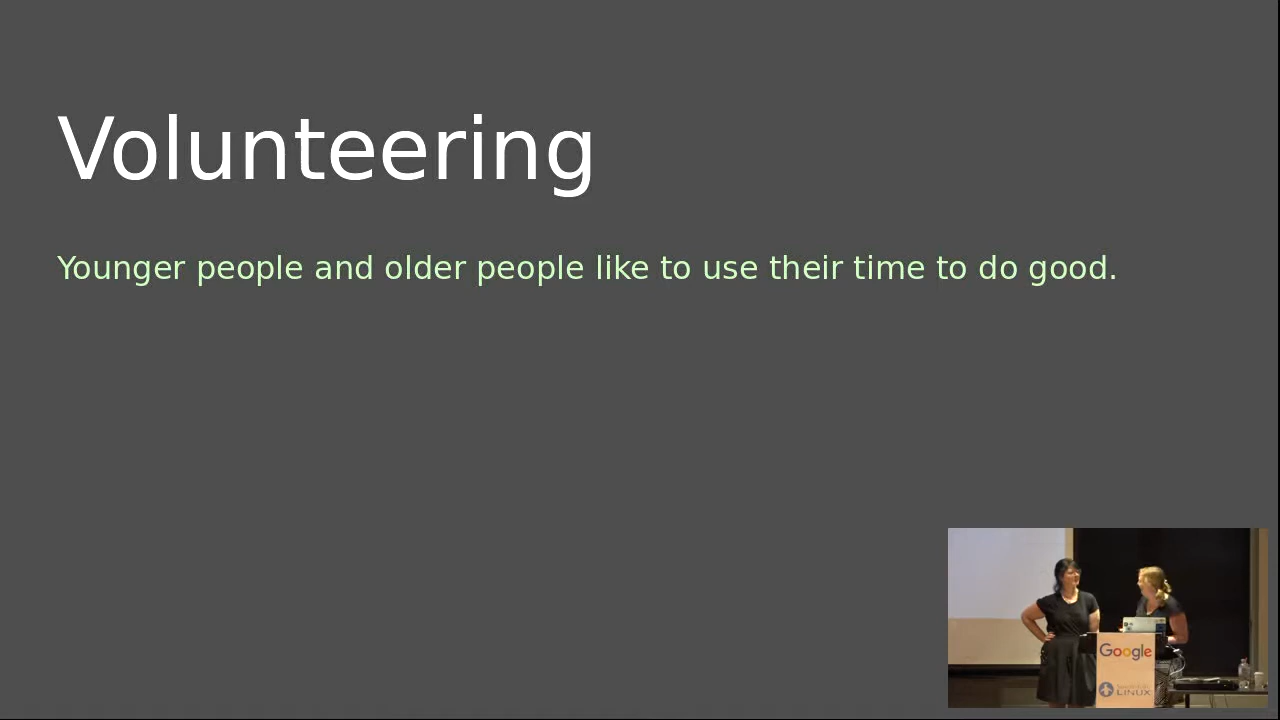 Volunteering
Younger people and older people like to use their time to do good.
Google
LINUX